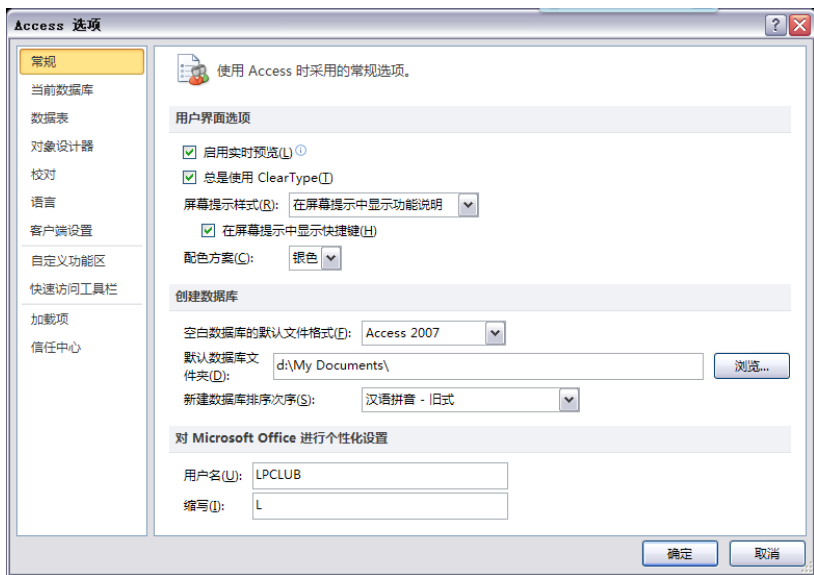 Access 选项
常规
当前数据库
数据表
对象设计器
校对
语言
客户端设置
自定义功能区
快速访问工具栏
加载项
信任中心
使用 Access 时采用的常规选项。
用户界面选项
启用实时预览(L)
总是使用 ClearType(T)
屏幕提示样式(R): 在屏幕提示中显示功能说明
在屏幕提示中显示快捷键(H)
配色方案(C): 银色
创建数据库
空白数据库的默认文件格式(F): Access 2007
默认数据库文
件夹(D): d:\My Documents\ 浏览...
新建数据库排序次序(S): 汉语拼音 - 旧式
对 Microsoft Office 进行个性化设置
用户名(U): LPCLUB
缩写(I): L
确定 取消